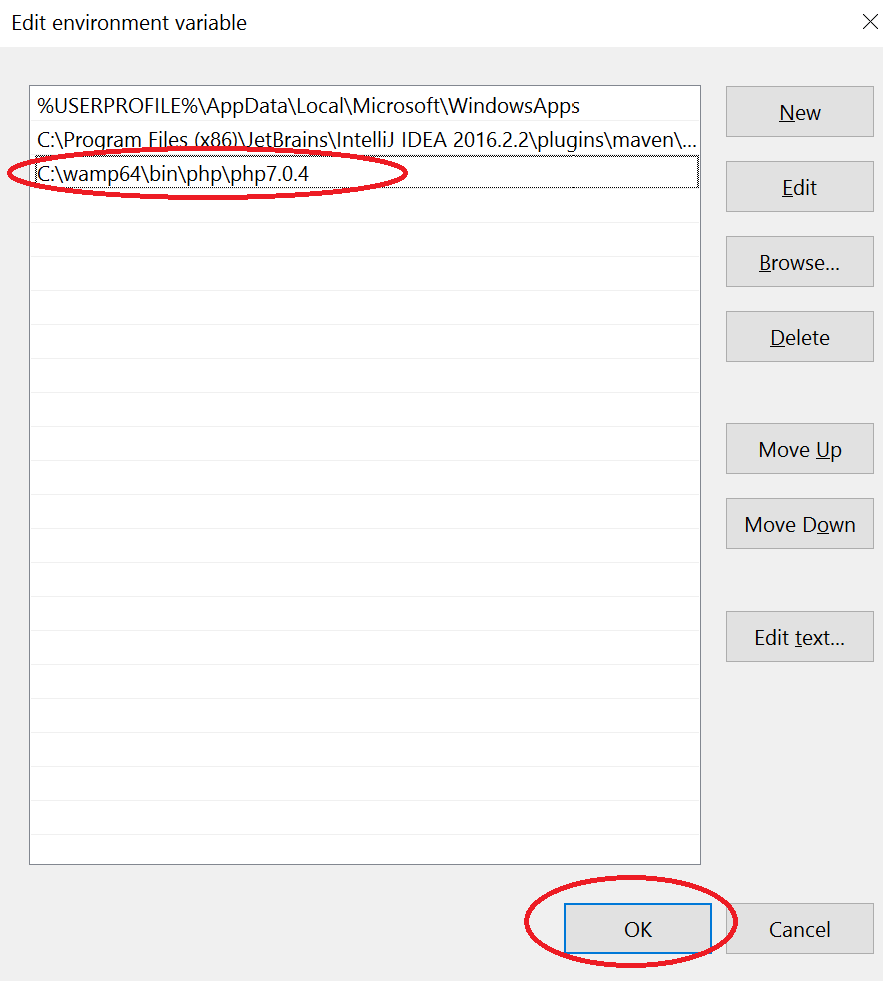 Edit environment variable
%USERPROFILE%\AppData\Local\Microsoft\WindowsApps
C:\Program Files (x86)\JetBrains\IntelliJ IDEA 2016.2.2\plugins\maven\...
C:\wamp64\bin\php\php7.0.4
New
Edit
Browse...
Delete
Move Up
Move Down
Edit text...
OK
Cancel